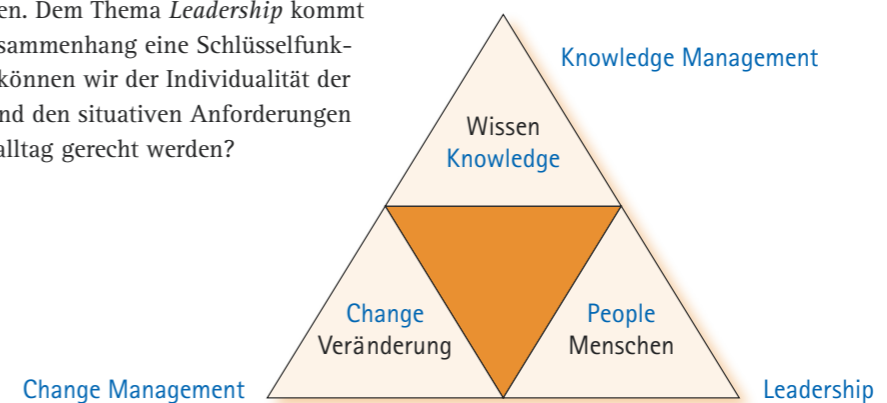 en. Dem Thema Leadership kommt
sammenhang eine Schlüsselfunk-
können wir der Individualität der
nd den situativen Anforderungen
alltag gerecht werden?
Knowledge Management
Wissen
Knowledge
Change
Veränderung
People
Menschen
Change Management
Leadership